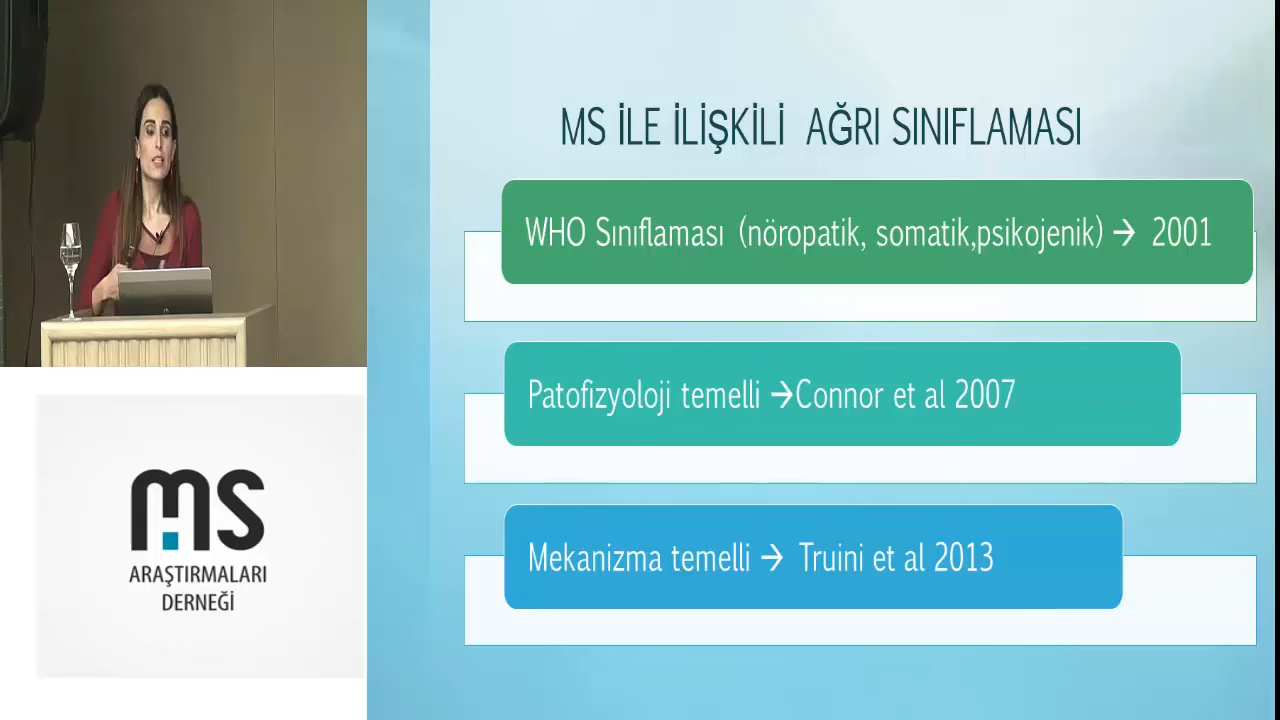 MS İLE İLİŞKİLİ AĞRI SINIFLAMASI
WHO Sınıflaması (nöropatik, somatik,psikojenik) → 2001
Patofizyoloji temelli →Connor et al 2007
Mekanizma temelli → Truini et al 2013
MS
ARAŞTIRMALARI
DERNEĞİ